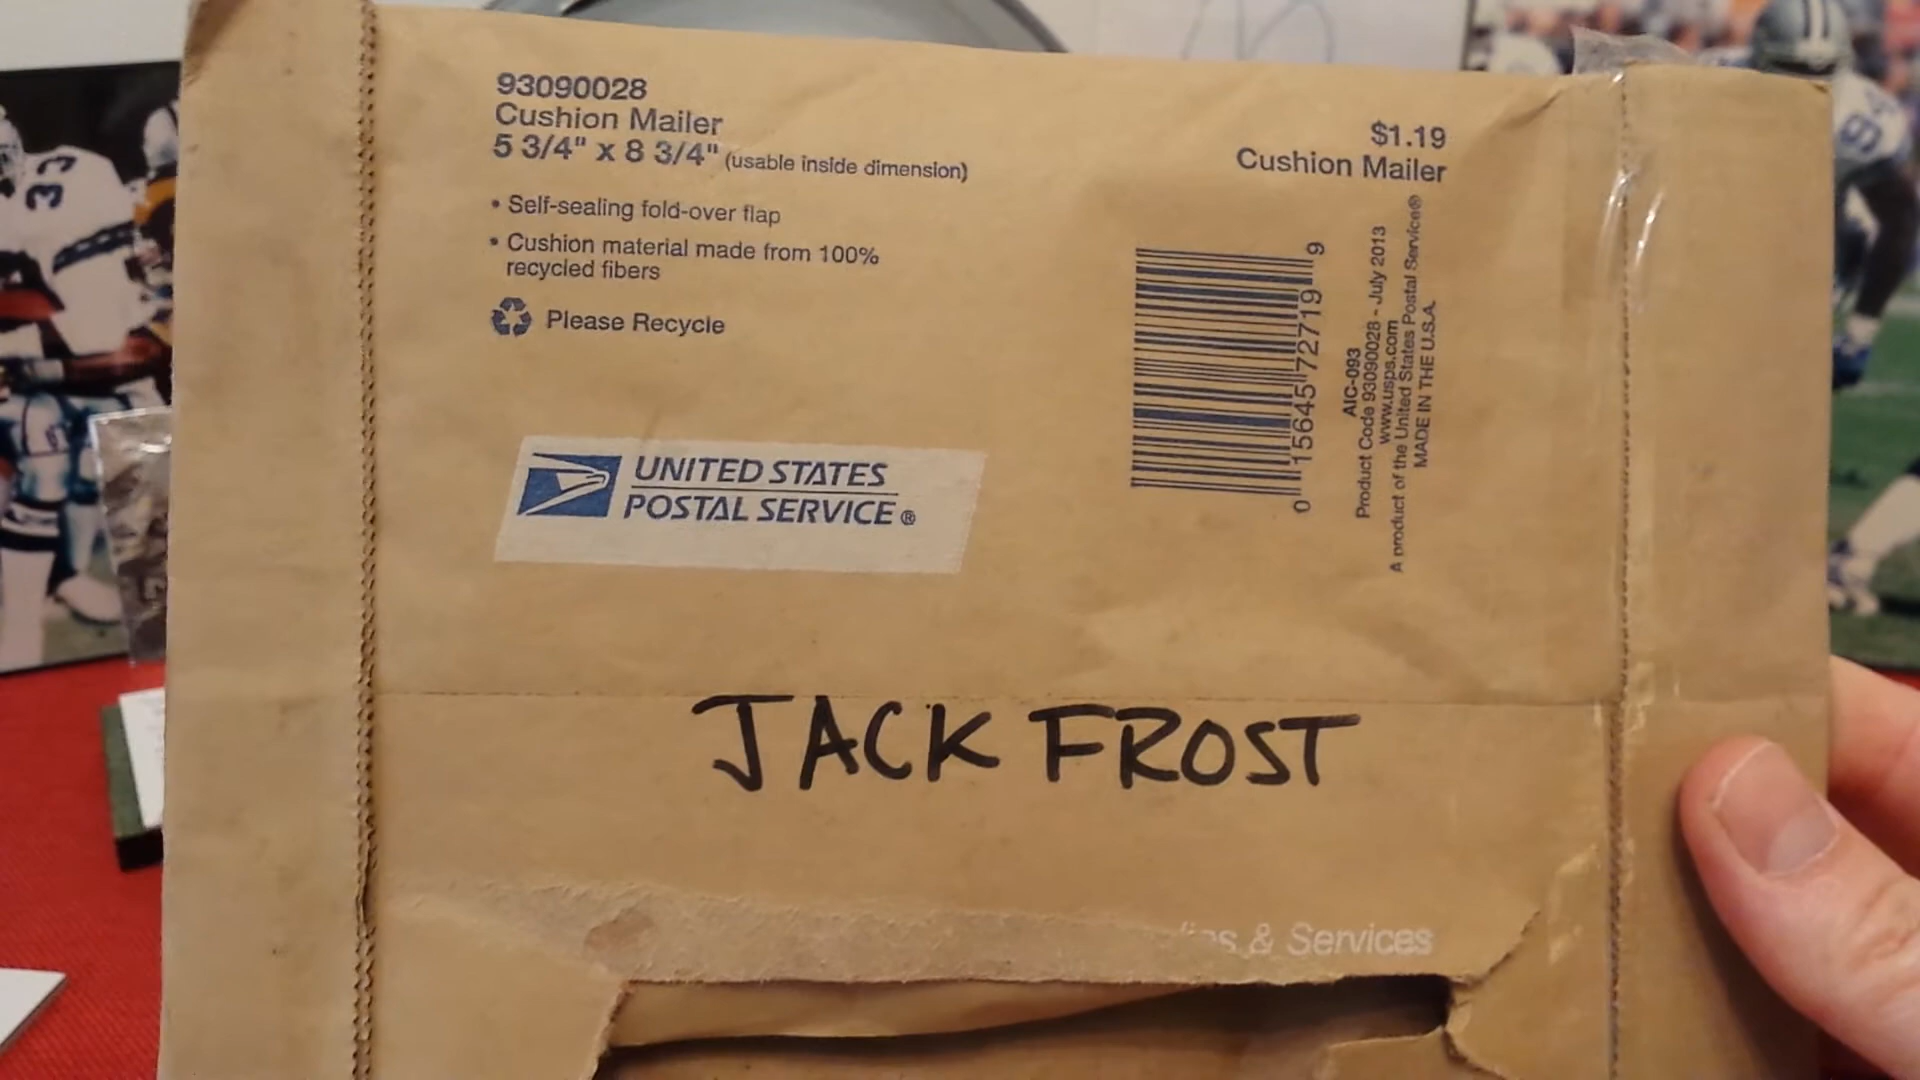 93090028
Cushion Mailer
5 3/4" x 8 3/4" (usable inside dimension)
• Self-sealing fold-over flap
• Cushion material made from 100%
recycled fibers
Please Recycle
$1.19
Cushion Mailer
0 15645 72719 9
AIC-093
Product Code 93090028 - July 2013
www.usps.com
A product of the United States Postal Service®
MADE IN THE U.S.A.
UNITED STATES
POSTAL SERVICE®
JACK FROST
& Services
33
94